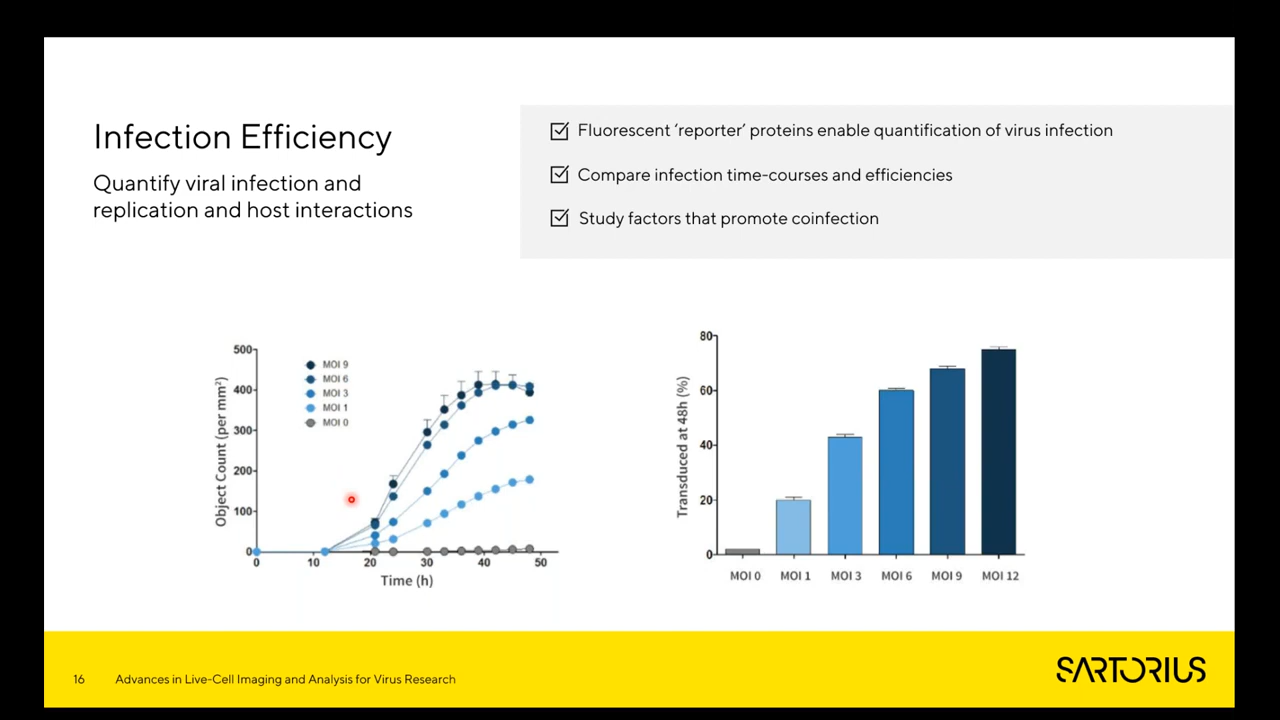 Infection Efficiency
Quantify viral infection and
replication and host interactions
Fluorescent ‘reporter’ proteins enable quantification of virus infection
Compare infection time-courses and efficiencies
Study factors that promote coinfection
Object Count (per mm²)
500
400
300
200
100
0
MOI 9
MOI 6
MOI 3
MOI 1
MOI 0
0 10 20 30 40 50
Time (h)
Transduced at 48h (%)
80
60
40
20
0
MOI 0 MOI 1 MOI 3 MOI 6 MOI 9 MOI 12
16 Advances in Live-Cell Imaging and Analysis for Virus Research
SARTORIUS